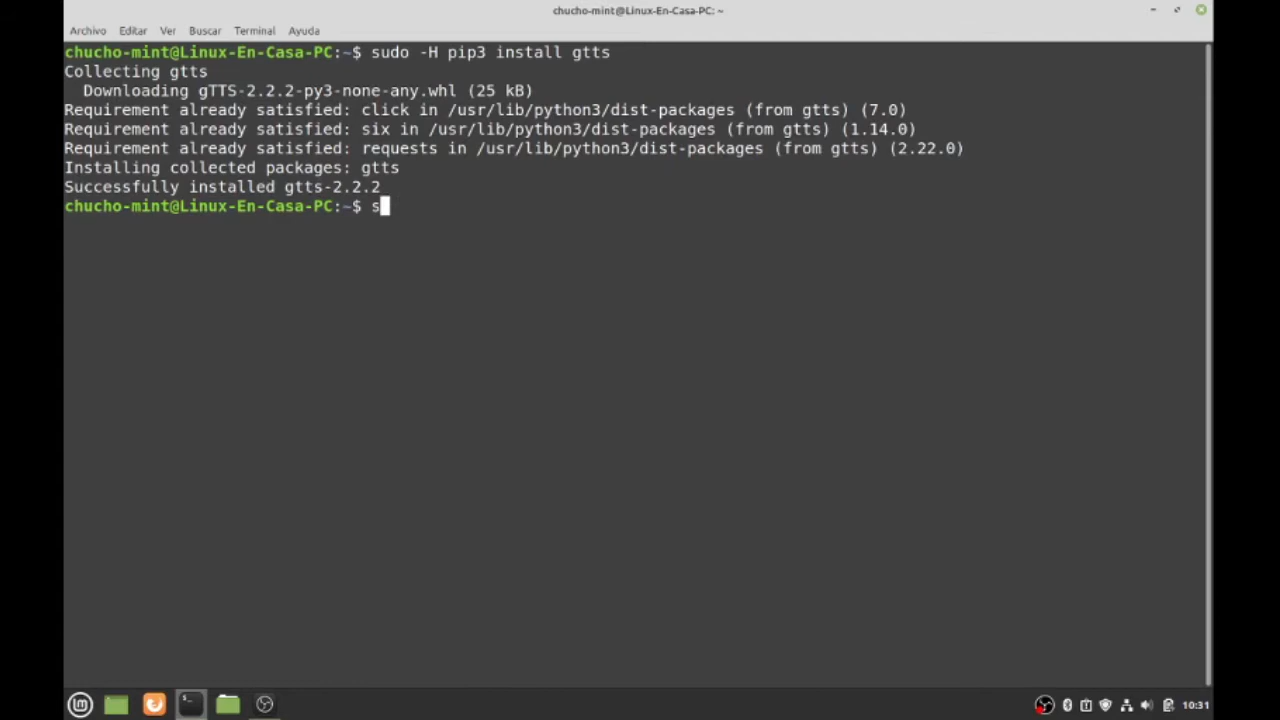 chucho-mint@Linux-En-Casa-PC: ~
Archivo Editar Ver Buscar Terminal Ayuda
chucho-mint@Linux-En-Casa-PC:~$ sudo -H pip3 install gtts
Collecting gtts
  Downloading gTTS-2.2.2-py3-none-any.whl (25 kB)
Requirement already satisfied: click in /usr/lib/python3/dist-packages (from gtts) (7.0)
Requirement already satisfied: six in /usr/lib/python3/dist-packages (from gtts) (1.14.0)
Requirement already satisfied: requests in /usr/lib/python3/dist-packages (from gtts) (2.22.0)
Installing collected packages: gtts
Successfully installed gtts-2.2.2
chucho-mint@Linux-En-Casa-PC:~$ s
10:31